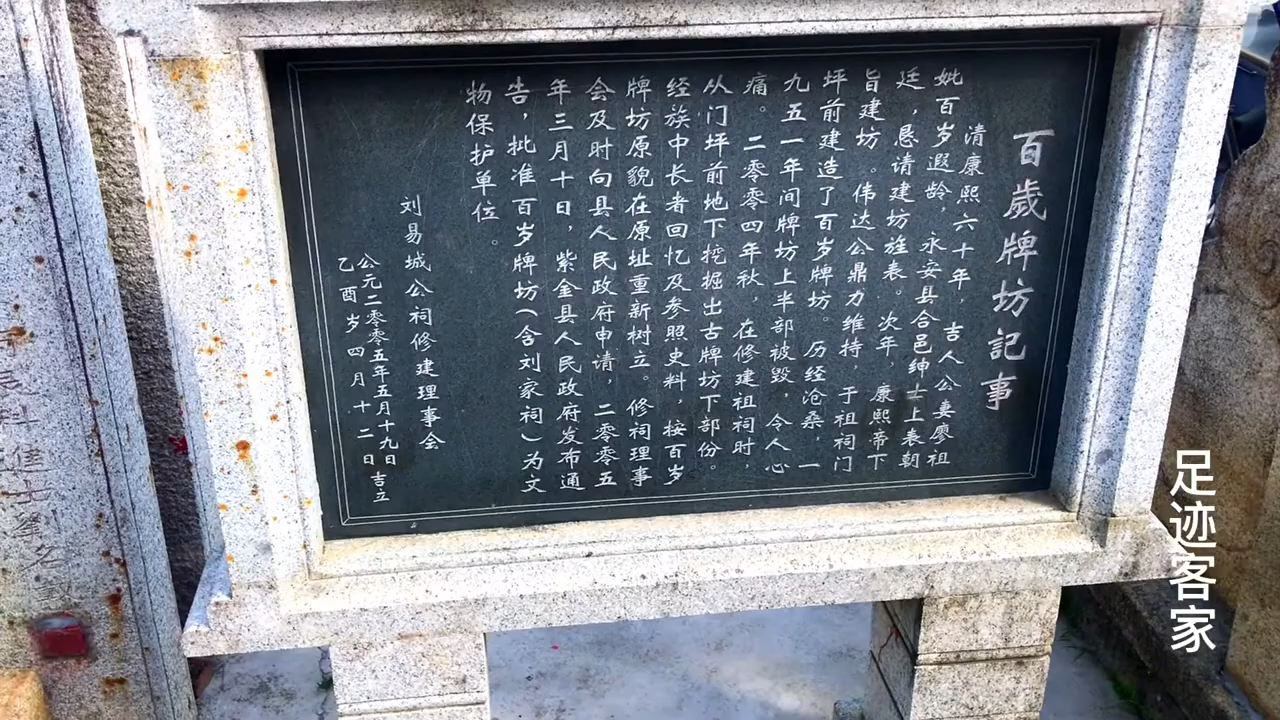 百歲牌坊記事
清康熙六十年，吉人公妻廖祖
妣百岁遐龄，永安县合邑绅士上表朝
廷，恳请建坊旌表。次年，康熙帝下
旨建坊。伟达公鼎力维持，于祖祠门
坪前建造了百岁牌坊。历经沧桑，一
九五一年间牌坊上半部被毁，令人心
痛。二零零四年秋，在修建祖祠时，
从门坪前地下挖掘出古牌坊下部份。
经族中长者回忆及参照史料，按百岁
牌坊原貌在原址重新树立。修祠理事
会及时向县人民政府申请，二零零五
年三月十日，紫金县人民政府发布通
告，批准百岁牌坊（含刘家祠）为文
物保护单位。
刘易城公祠修建理事会
公元二零零五年五月十九日
乙酉岁四月十二日吉立
足迹客家